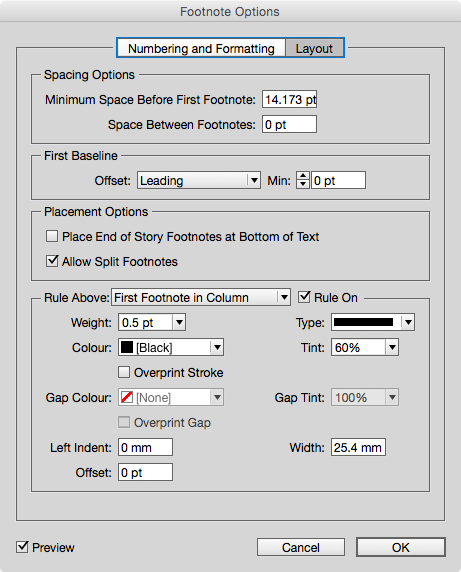 Footnote Options
Numbering and Formatting Layout
Spacing Options
Minimum Space Before First Footnote: 14.173 pt
Space Between Footnotes: 0 pt
First Baseline
Offset: Leading Min: 0 pt
Placement Options
Place End of Story Footnotes at Bottom of Text
Allow Split Footnotes
Rule Above: First Footnote in Column Rule On
Weight: 0.5 pt Type:
Colour: [Black] Tint: 60%
Overprint Stroke
Gap Colour: [None] Gap Tint: 100%
Overprint Gap
Left Indent: 0 mm Width: 25.4 mm
Offset: 0 pt
Preview Cancel OK